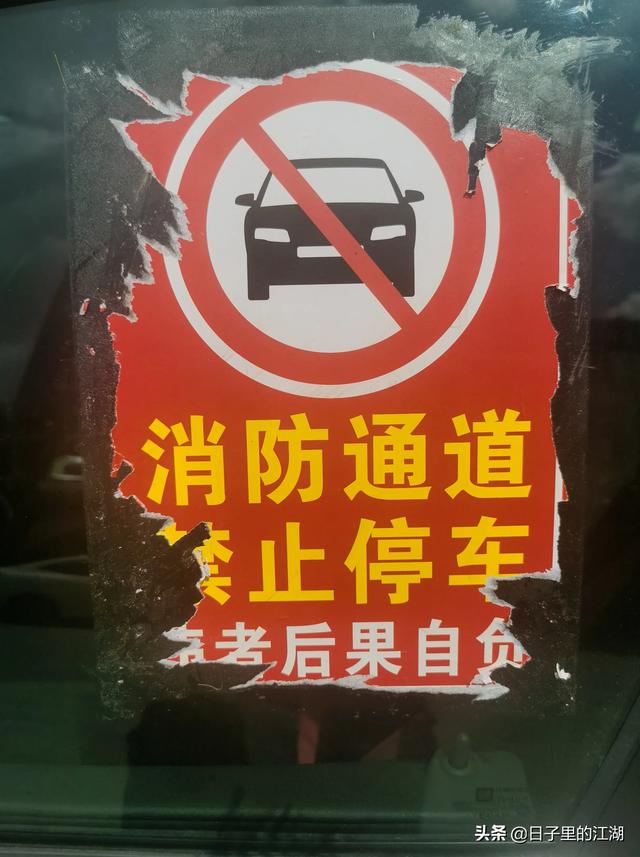 消防通道
禁止停车
者后果自负
头条 @日子里的江湖